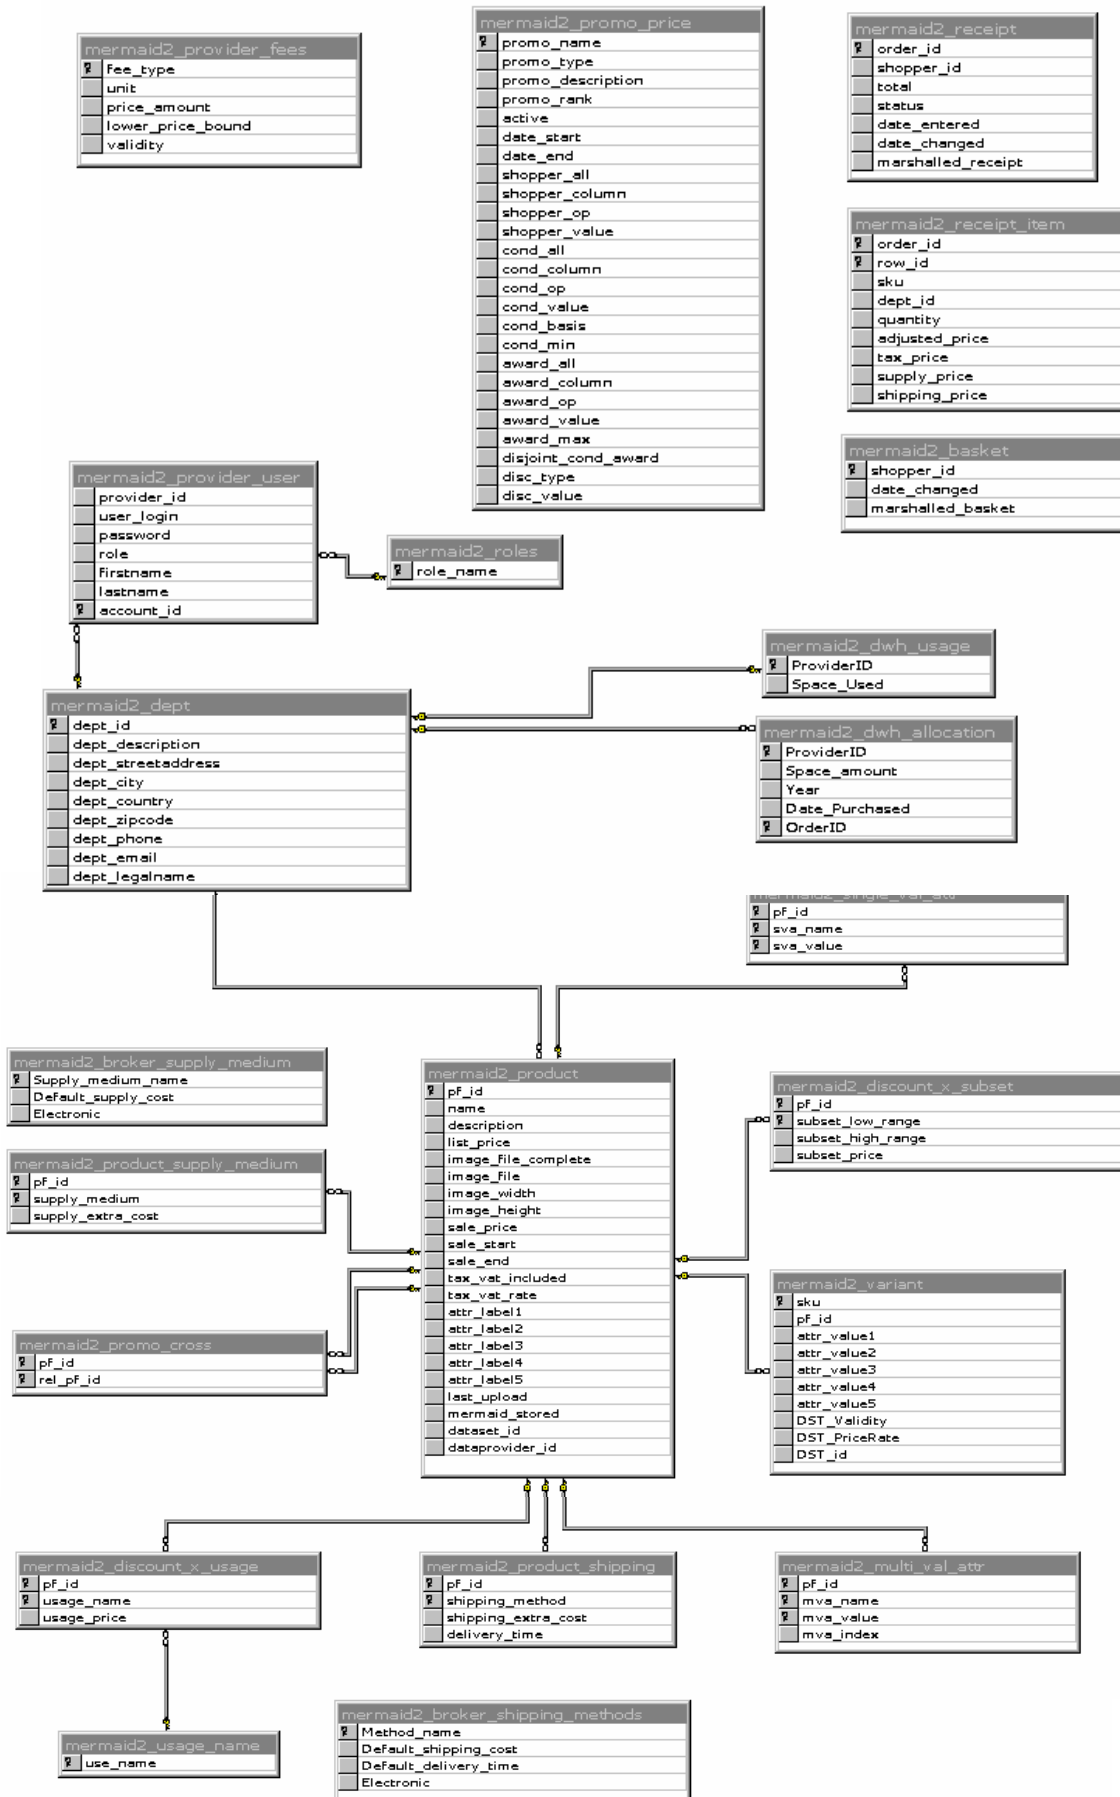 mermaid2_provider_fees
fee_type
unit
price_amount
lower_price_bound
validity
mermaid2_promo_price
promo_name
promo_type
promo_description
promo_rank
active
date_start
date_end
shopper_all
shopper_column
shopper_op
shopper_value
cond_all
cond_column
cond_op
cond_value
cond_basis
cond_min
award_all
award_column
award_op
award_value
award_max
disjoint_cond_award
disc_type
disc_value
mermaid2_receipt
order_id
shopper_id
total
status
date_entered
date_changed
marshalled_receipt
mermaid2_receipt_item
order_id
row_id
sku
dept_id
quantity
adjusted_price
tax_price
supply_price
shipping_price
mermaid2_basket
shopper_id
date_changed
marshalled_basket
mermaid2_provider_user
provider_id
user_login
password
role
firstname
lastname
account_id
mermaid2_roles
role_name
mermaid2_dwh_usage
ProviderID
Space_Used
mermaid2_dept
dept_id
dept_description
dept_streetaddress
dept_city
dept_country
dept_zipcode
dept_phone
dept_email
dept_legalname
mermaid2_dwh_allocation
ProviderID
Space_amount
Year
Date_Purchased
OrderID
mermaid2_single_val_attr
pf_id
sva_name
sva_value
mermaid2_broker_supply_medium
Supply_medium_name
Default_supply_cost
Electronic
mermaid2_product_supply_medium
pf_id
supply_medium
supply_extra_cost
mermaid2_promo_cross
pf_id
rel_pf_id
mermaid2_product
pf_id
name
description
list_price
image_file_complete
image_file
image_width
image_height
sale_price
sale_start
sale_end
tax_vat_included
tax_vat_rate
attr_label1
attr_label2
attr_label3
attr_label4
attr_label5
last_upload
mermaid_stored
dataset_id
dataprovider_id
mermaid2_discount_x_subset
pf_id
subset_low_range
subset_high_range
subset_price
mermaid2_variant
sku
pf_id
attr_value1
attr_value2
attr_value3
attr_value4
attr_value5
DST_Validity
DST_PriceRate
DST_id
mermaid2_discount_x_usage
pf_id
usage_name
usage_price
mermaid2_product_shipping
pf_id
shipping_method
shipping_extra_cost
delivery_time
mermaid2_multi_val_attr
pf_id
mva_name
mva_value
mva_index
mermaid2_usage_name
use_name
mermaid2_broker_shipping_methods
Method_name
Default_shipping_cost
Default_delivery_time
Electronic